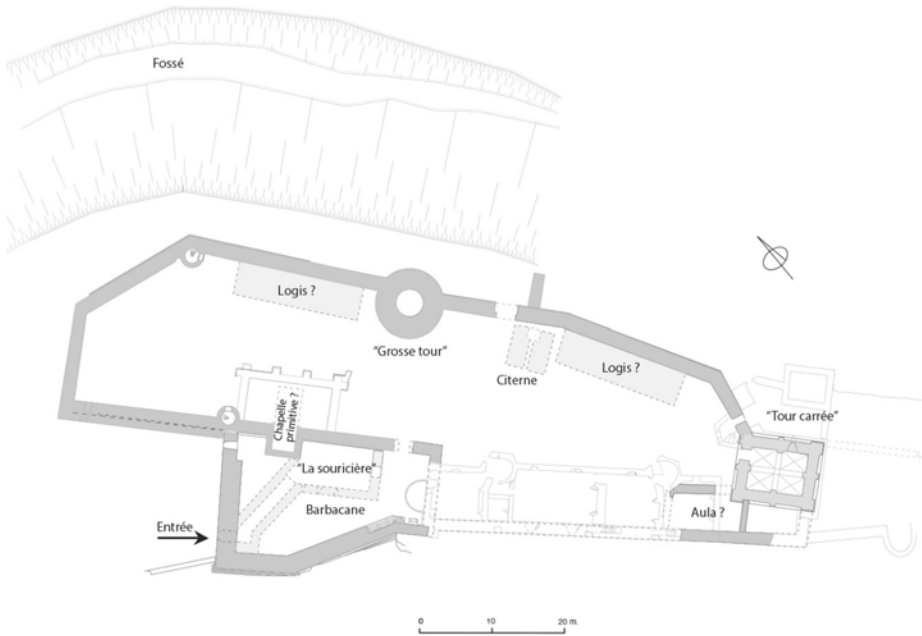 Fossé
Logis ?
"Grosse tour"
Citerne
Logis ?
"Tour carrée"
Chapelle
primitive ?
"La souricière"
Barbacane
Aula ?
Entrée
0 10 20 m.